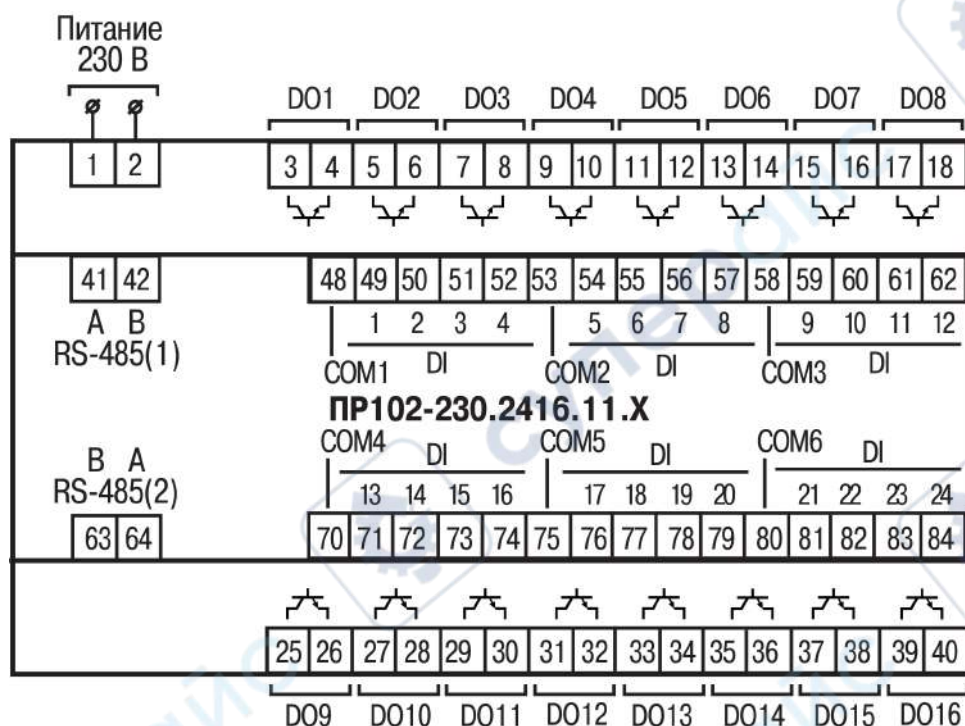 Питание
230 В
DO1 DO2 DO3 DO4 DO5 DO6 DO7 DO8
1 2 3 4 5 6 7 8 9 10 11 12 13 14 15 16 17 18
41 42 48 49 50 51 52 53 54 55 56 57 58 59 60 61 62
A B 1 2 3 4 5 6 7 8 9 10 11 12
RS-485(1) COM1 DI COM2 DI COM3 DI
ПР102-230.2416.11.Х
COM4 DI COM5 DI COM6 DI
B A
RS-485(2) 13 14 15 16 17 18 19 20 21 22 23 24
63 64 70 71 72 73 74 75 76 77 78 79 80 81 82 83 84
25 26 27 28 29 30 31 32 33 34 35 36 37 38 39 40
DO9 DO10 DO11 DO12 DO13 DO14 DO15 DO16
суперайс